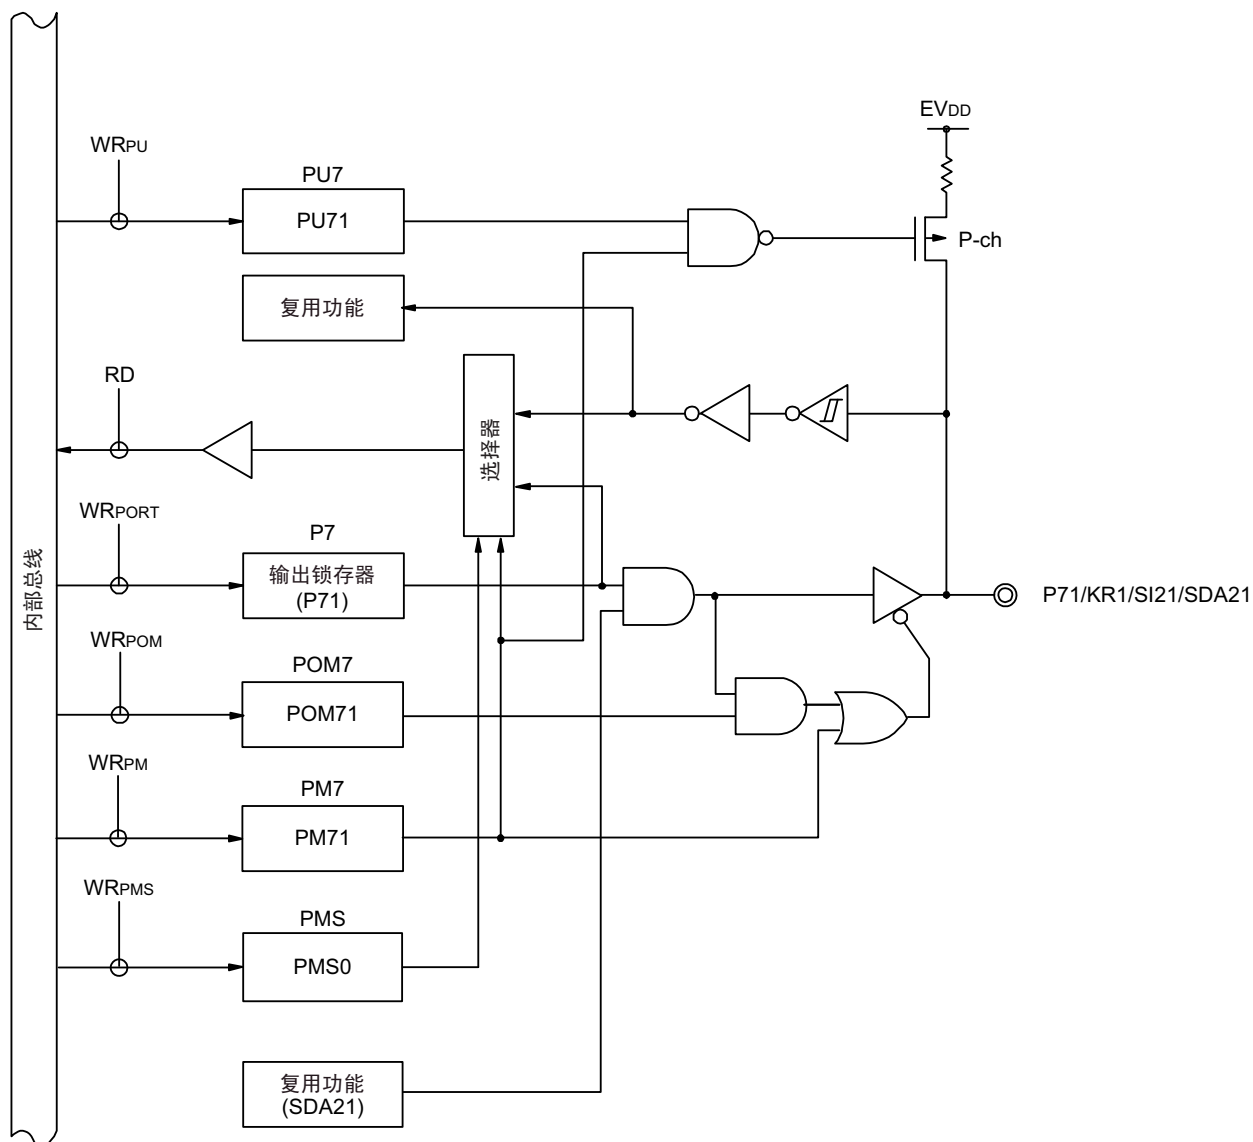 EVDD
WRPU
PU7
PU71
P-ch
复用功能
RD
选择器
WRPORT
P7
输出锁存器
(P71)
内部总线
P71/KR1/SI21/SDA21
WRPOM
POM7
POM71
WRPM
PM7
PM71
WRPMS
PMS
PMS0
复用功能
(SDA21)